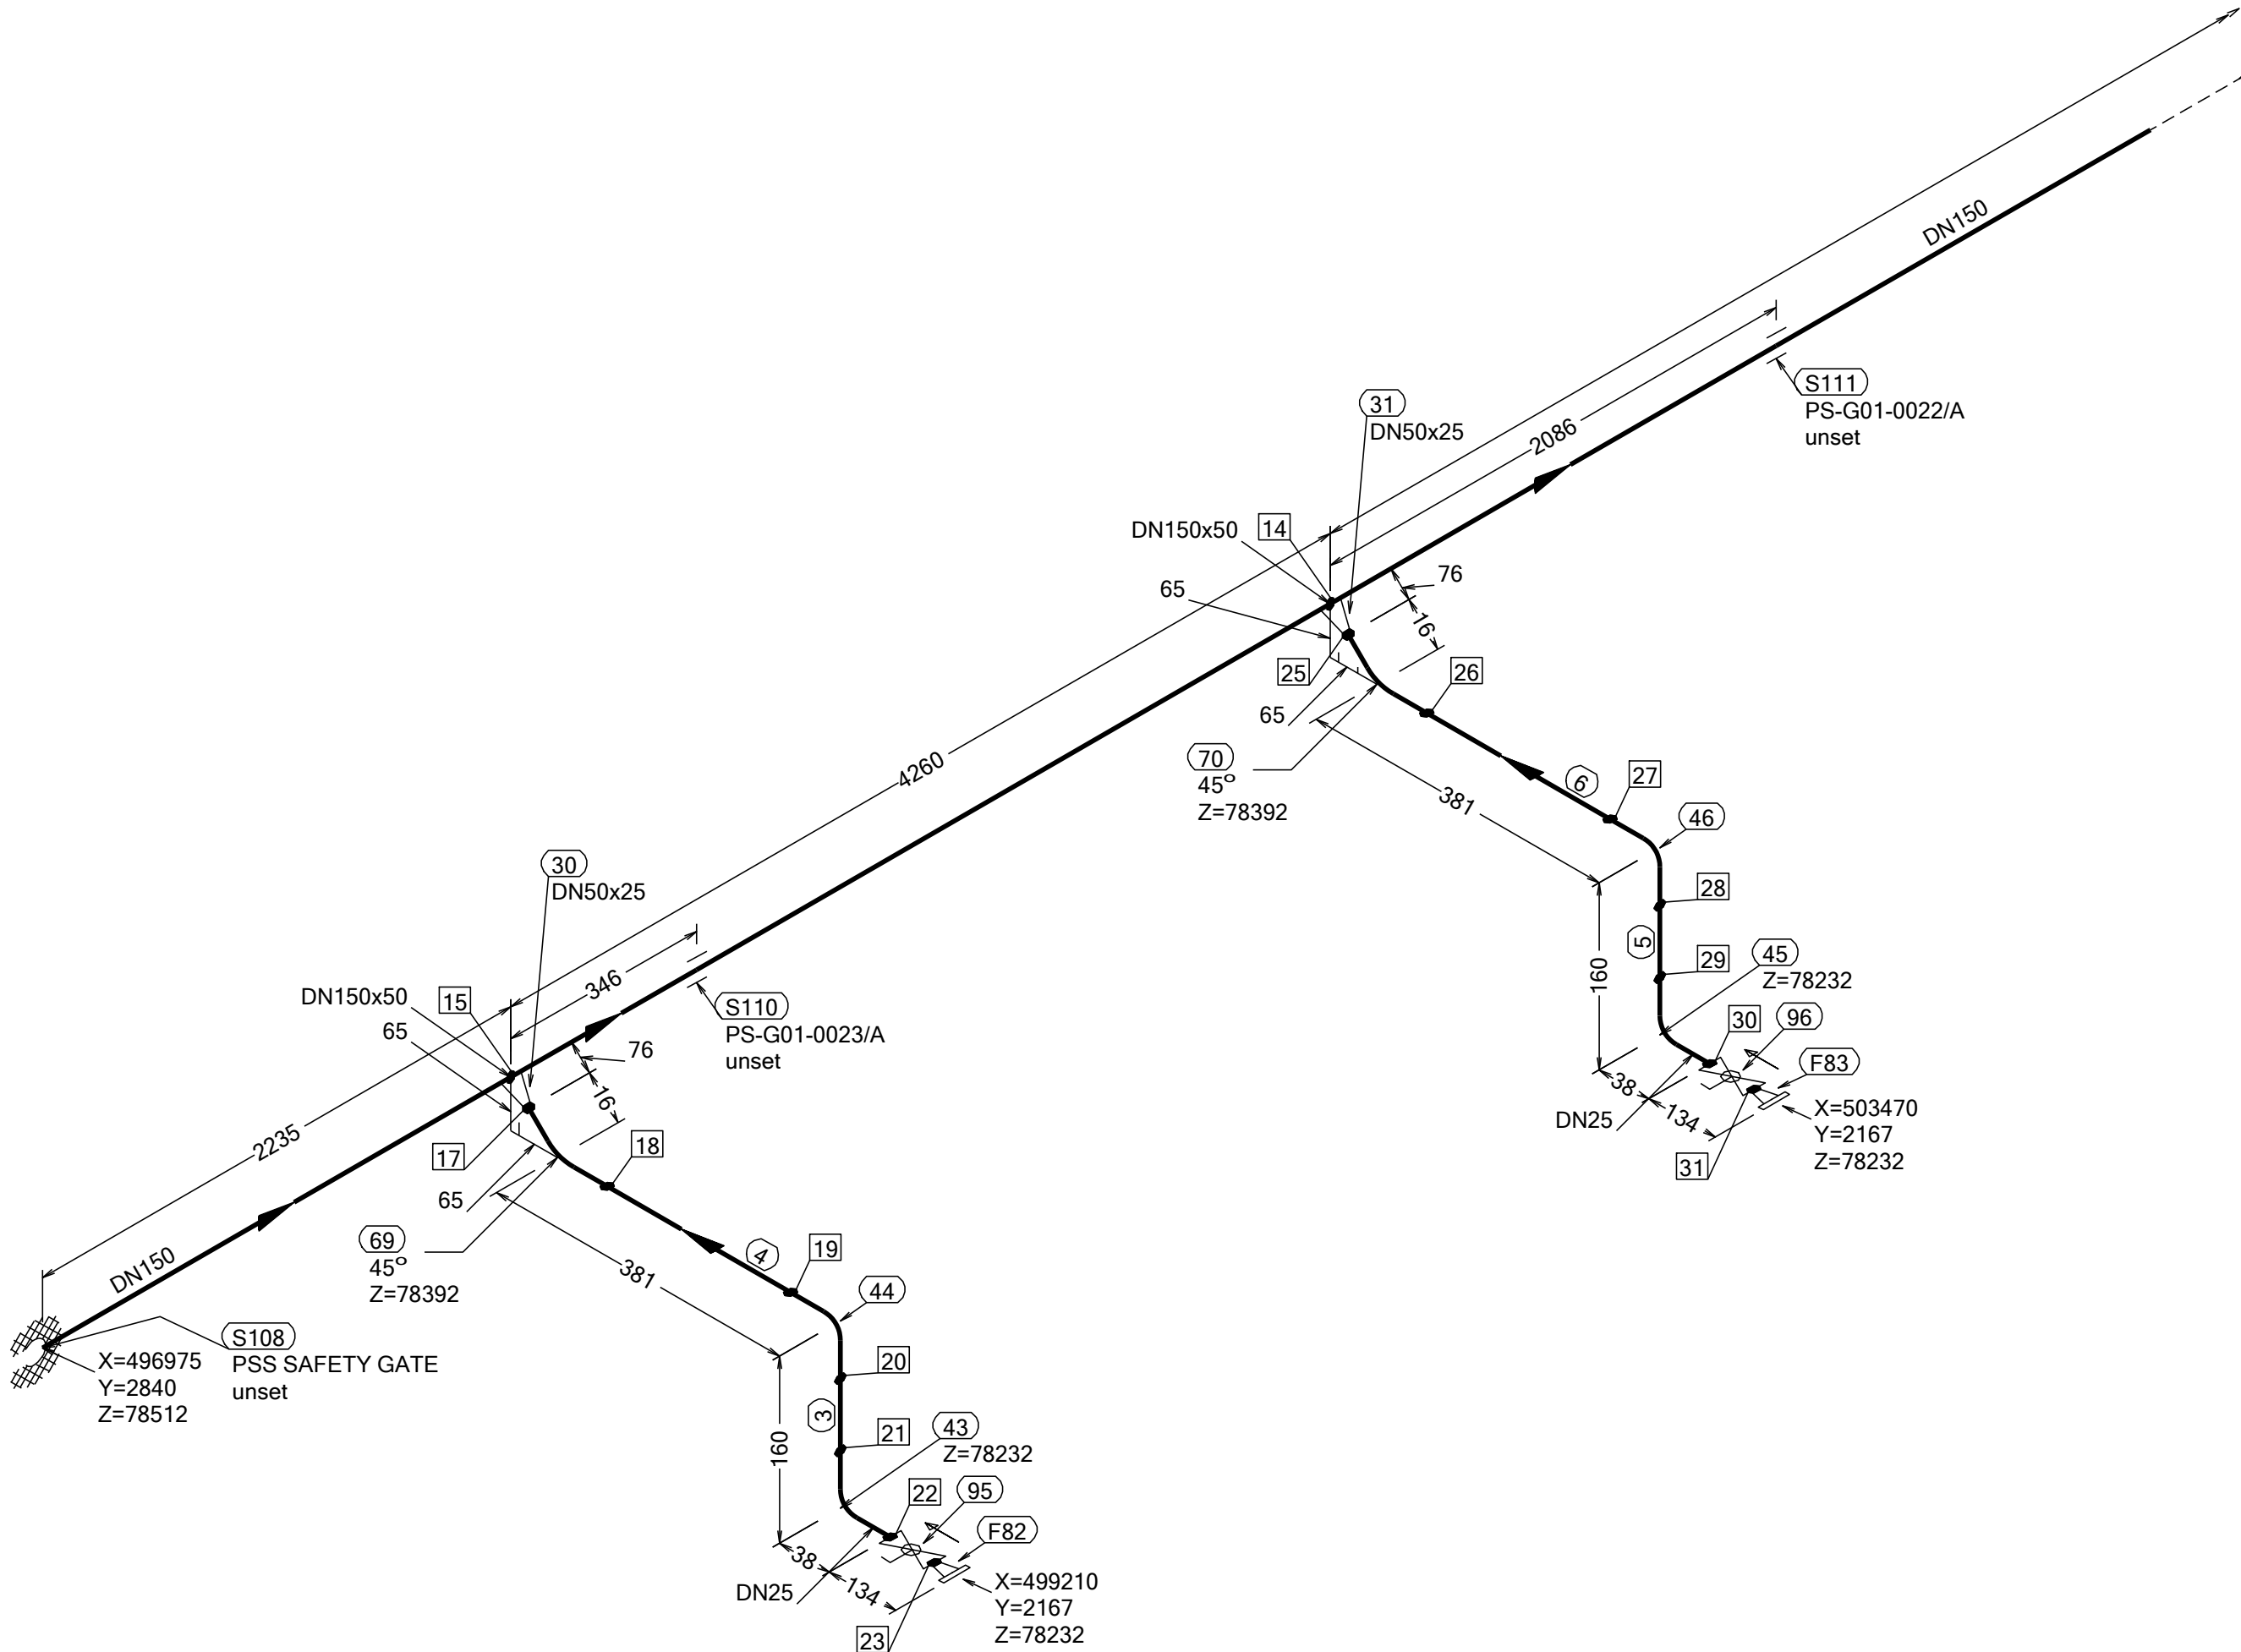 DN150
S111
PS-G01-0022/A
unset
31
DN50x25
2086
DN150x50
14
76
65
16
25
26
65
70
45°
Z=78392
4260
6
27
381
46
28
5
29
160
45
Z=78232
30
96
F83
38
134
DN25
X=503470
Y=2167
Z=78232
31
30
DN50x25
346
DN150x50
15
65
S110
PS-G01-0023/A
unset
76
16
2235
17
18
65
69
45°
Z=78392
DN150
4
19
381
44
S108
PSS SAFETY GATE
unset
X=496975
Y=2840
Z=78512
20
3
21
160
43
Z=78232
22
95
F82
38
134
DN25
X=499210
Y=2167
Z=78232
23